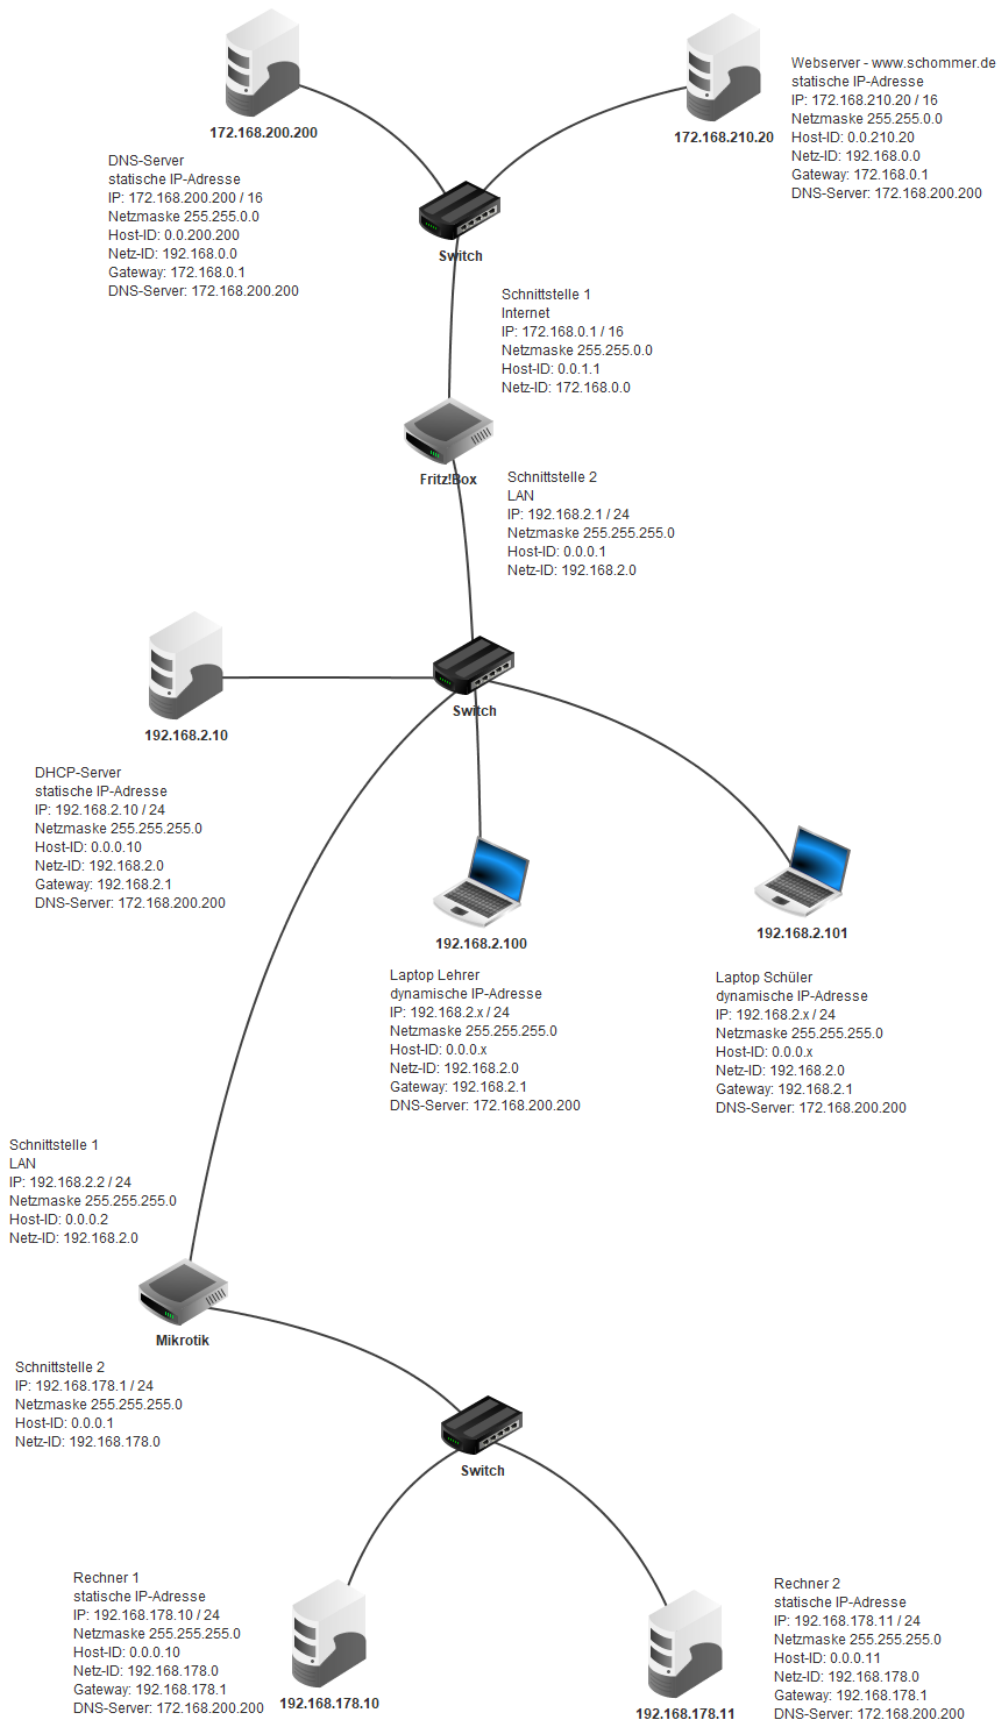 172.168.200.200
DNS-Server
statische IP-Adresse
IP: 172.168.200.200 / 16
Netzmaske 255.255.0.0
Host-ID: 0.0.200.200
Netz-ID: 192.168.0.0
Gateway: 172.168.0.1
DNS-Server: 172.168.200.200
172.168.210.20
Webserver - www.schommer.de
statische IP-Adresse
IP: 172.168.210.20 / 16
Netzmaske 255.255.0.0
Host-ID: 0.0.210.20
Netz-ID: 192.168.0.0
Gateway: 172.168.0.1
DNS-Server: 172.168.200.200
Switch
Schnittstelle 1
Internet
IP: 172.168.0.1 / 16
Netzmaske 255.255.0.0
Host-ID: 0.0.1.1
Netz-ID: 172.168.0.0
Fritz!Box
Schnittstelle 2
LAN
IP: 192.168.2.1 / 24
Netzmaske 255.255.255.0
Host-ID: 0.0.0.1
Netz-ID: 192.168.2.0
Switch
192.168.2.10
DHCP-Server
statische IP-Adresse
IP: 192.168.2.10 / 24
Netzmaske 255.255.255.0
Host-ID: 0.0.0.10
Netz-ID: 192.168.2.0
Gateway: 192.168.2.1
DNS-Server: 172.168.200.200
192.168.2.100
Laptop Lehrer
dynamische IP-Adresse
IP: 192.168.2.x / 24
Netzmaske 255.255.255.0
Host-ID: 0.0.0.x
Netz-ID: 192.168.2.0
Gateway: 192.168.2.1
DNS-Server: 172.168.200.200
192.168.2.101
Laptop Schüler
dynamische IP-Adresse
IP: 192.168.2.x / 24
Netzmaske 255.255.255.0
Host-ID: 0.0.0.x
Netz-ID: 192.168.2.0
Gateway: 192.168.2.1
DNS-Server: 172.168.200.200
Schnittstelle 1
LAN
IP: 192.168.2.2 / 24
Netzmaske 255.255.255.0
Host-ID: 0.0.0.2
Netz-ID: 192.168.2.0
Mikrotik
Schnittstelle 2
IP: 192.168.178.1 / 24
Netzmaske 255.255.255.0
Host-ID: 0.0.0.1
Netz-ID: 192.168.178.0
Switch
Rechner 1
statische IP-Adresse
IP: 192.168.178.10 / 24
Netzmaske 255.255.255.0
Host-ID: 0.0.0.10
Netz-ID: 192.168.178.0
Gateway: 192.168.178.1
DNS-Server: 172.168.200.200
192.168.178.10
Rechner 2
statische IP-Adresse
IP: 192.168.178.11 / 24
Netzmaske 255.255.255.0
Host-ID: 0.0.0.11
Netz-ID: 192.168.178.0
Gateway: 192.168.178.1
DNS-Server: 172.168.200.200
192.168.178.11